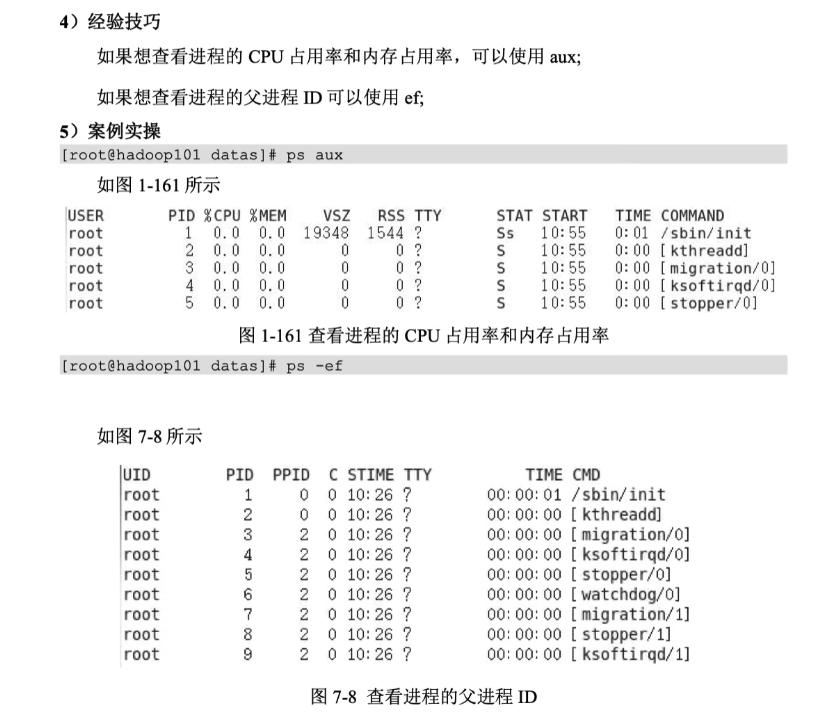 4）经验技巧
如果想查看进程的 CPU 占用率和内存占用率，可以使用 aux;
如果想查看进程的父进程 ID 可以使用 ef;
5）案例实操
[root@hadoop101 datas]# ps aux
如图 1-161 所示
USER PID %CPU %MEM VSZ RSS TTY STAT START TIME COMMAND
root 1 0.0 0.0 19348 1544 ? Ss 10:55 0:01 /sbin/init
root 2 0.0 0.0 0 0 ? S 10:55 0:00 [kthreadd]
root 3 0.0 0.0 0 0 ? S 10:55 0:00 [migration/0]
root 4 0.0 0.0 0 0 ? S 10:55 0:00 [ksoftirqd/0]
root 5 0.0 0.0 0 0 ? S 10:55 0:00 [stopper/0]
图 1-161 查看进程的 CPU 占用率和内存占用率
[root@hadoop101 datas]# ps -ef
如图 7-8 所示
UID PID PPID C STIME TTY TIME CMD
root 1 0 0 10:26 ? 00:00:01 /sbin/init
root 2 0 0 10:26 ? 00:00:00 [kthreadd]
root 3 2 0 10:26 ? 00:00:00 [migration/0]
root 4 2 0 10:26 ? 00:00:00 [ksoftirqd/0]
root 5 2 0 10:26 ? 00:00:00 [stopper/0]
root 6 2 0 10:26 ? 00:00:00 [watchdog/0]
root 7 2 0 10:26 ? 00:00:00 [migration/1]
root 8 2 0 10:26 ? 00:00:00 [stopper/1]
root 9 2 0 10:26 ? 00:00:00 [ksoftirqd/1]
图 7-8 查看进程的父进程 ID